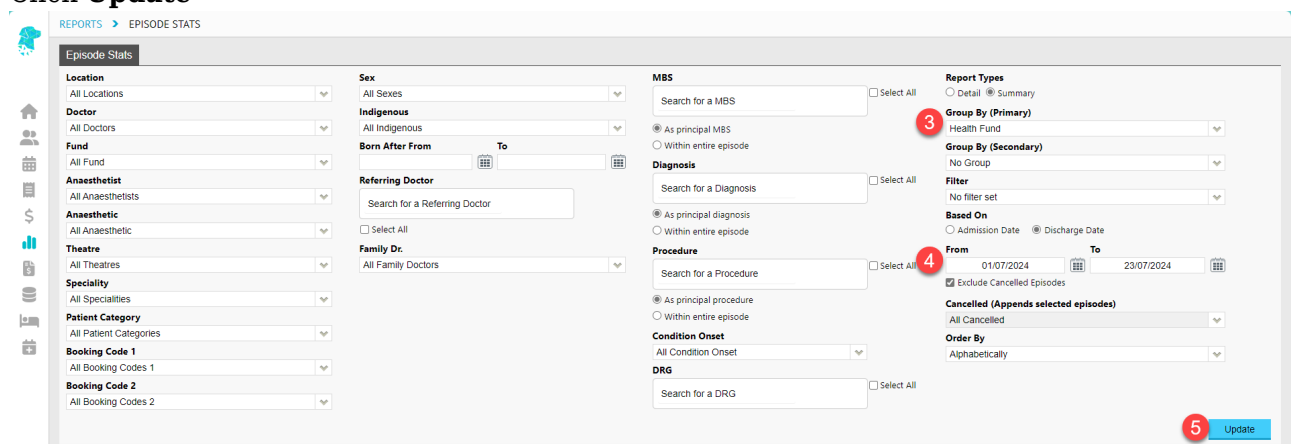 Click Update
REPORTS > EPISODE STATS
Episode Stats
Location
All Locations
Doctor
All Doctors
Fund
All Fund
Anaesthetist
All Anaesthetists
Anaesthetic
All Anaesthetic
Theatre
All Theatres
Speciality
All Specialities
Patient Category
All Patient Categories
Booking Code 1
All Booking Codes 1
Booking Code 2
All Booking Codes 2
Sex
All Sexes
Indigenous
All Indigenous
Born After From To
Referring Doctor
Search for a Referring Doctor
Select All
Family Dr.
All Family Doctors
MBS
Search for a MBS
Select All
As principal MBS
Within entire episode
Diagnosis
Search for a Diagnosis
Select All
As principal diagnosis
Within entire episode
Procedure
Search for a Procedure
Select All
As principal procedure
Within entire episode
Condition Onset
All Condition Onset
DRG
Search for a DRG
Select All
Report Types
Detail Summary
3
Group By (Primary)
Health Fund
Group By (Secondary)
No Group
Filter
No filter set
Based On
Admission Date Discharge Date
4
From To
01/07/2024 23/07/2024
Exclude Cancelled Episodes
Cancelled (Appends selected episodes)
All Cancelled
Order By
Alphabetically
5 Update